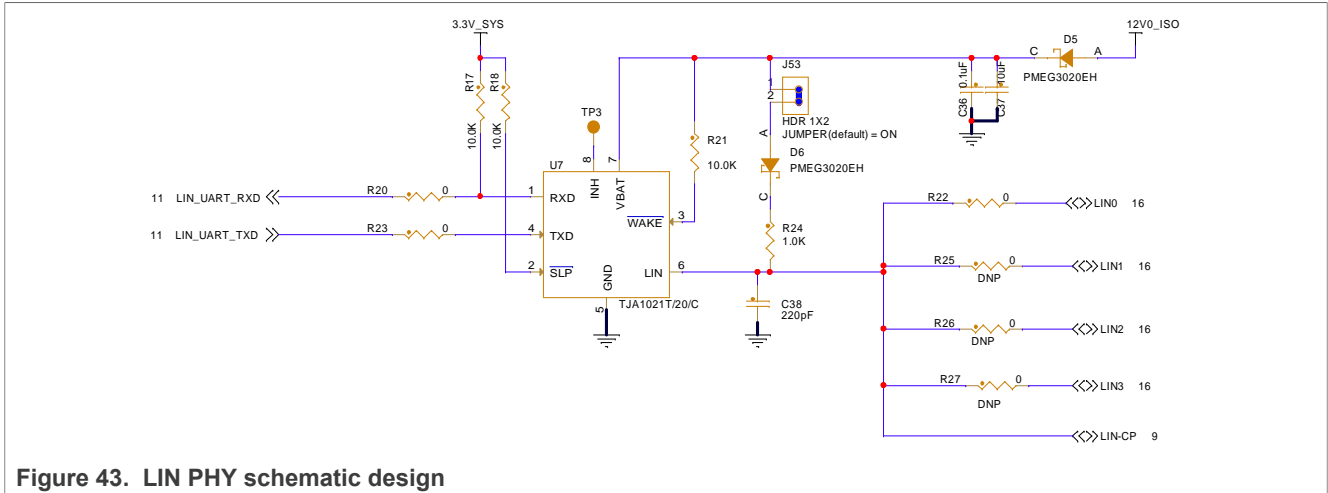 3.3V_SYS
12V0_ISO
D5
C
A
PMEG3020EH
J53
1
2
HDR 1X2
JUMPER(default) = ON
R17
R18
10.0K
10.0K
C36
0.1uF
C37
10uF
TP3
R21
10.0K
A
D6
PMEG3020EH
C
U7
8
7
INH
VBAT
11 LIN_UART_RXD
R20
0
1
RXD
R22
0
LIN0 16
WAKE
3
R24
1.0K
11 LIN_UART_TXD
R23
0
4
TXD
2
SLP
GND
LIN
6
R25
0
DNP
LIN1 16
5
TJA1021T/20/C
C38
220pF
R26
0
DNP
LIN2 16
R27
0
DNP
LIN3 16
LIN-CP 9
Figure 43. LIN PHY schematic design